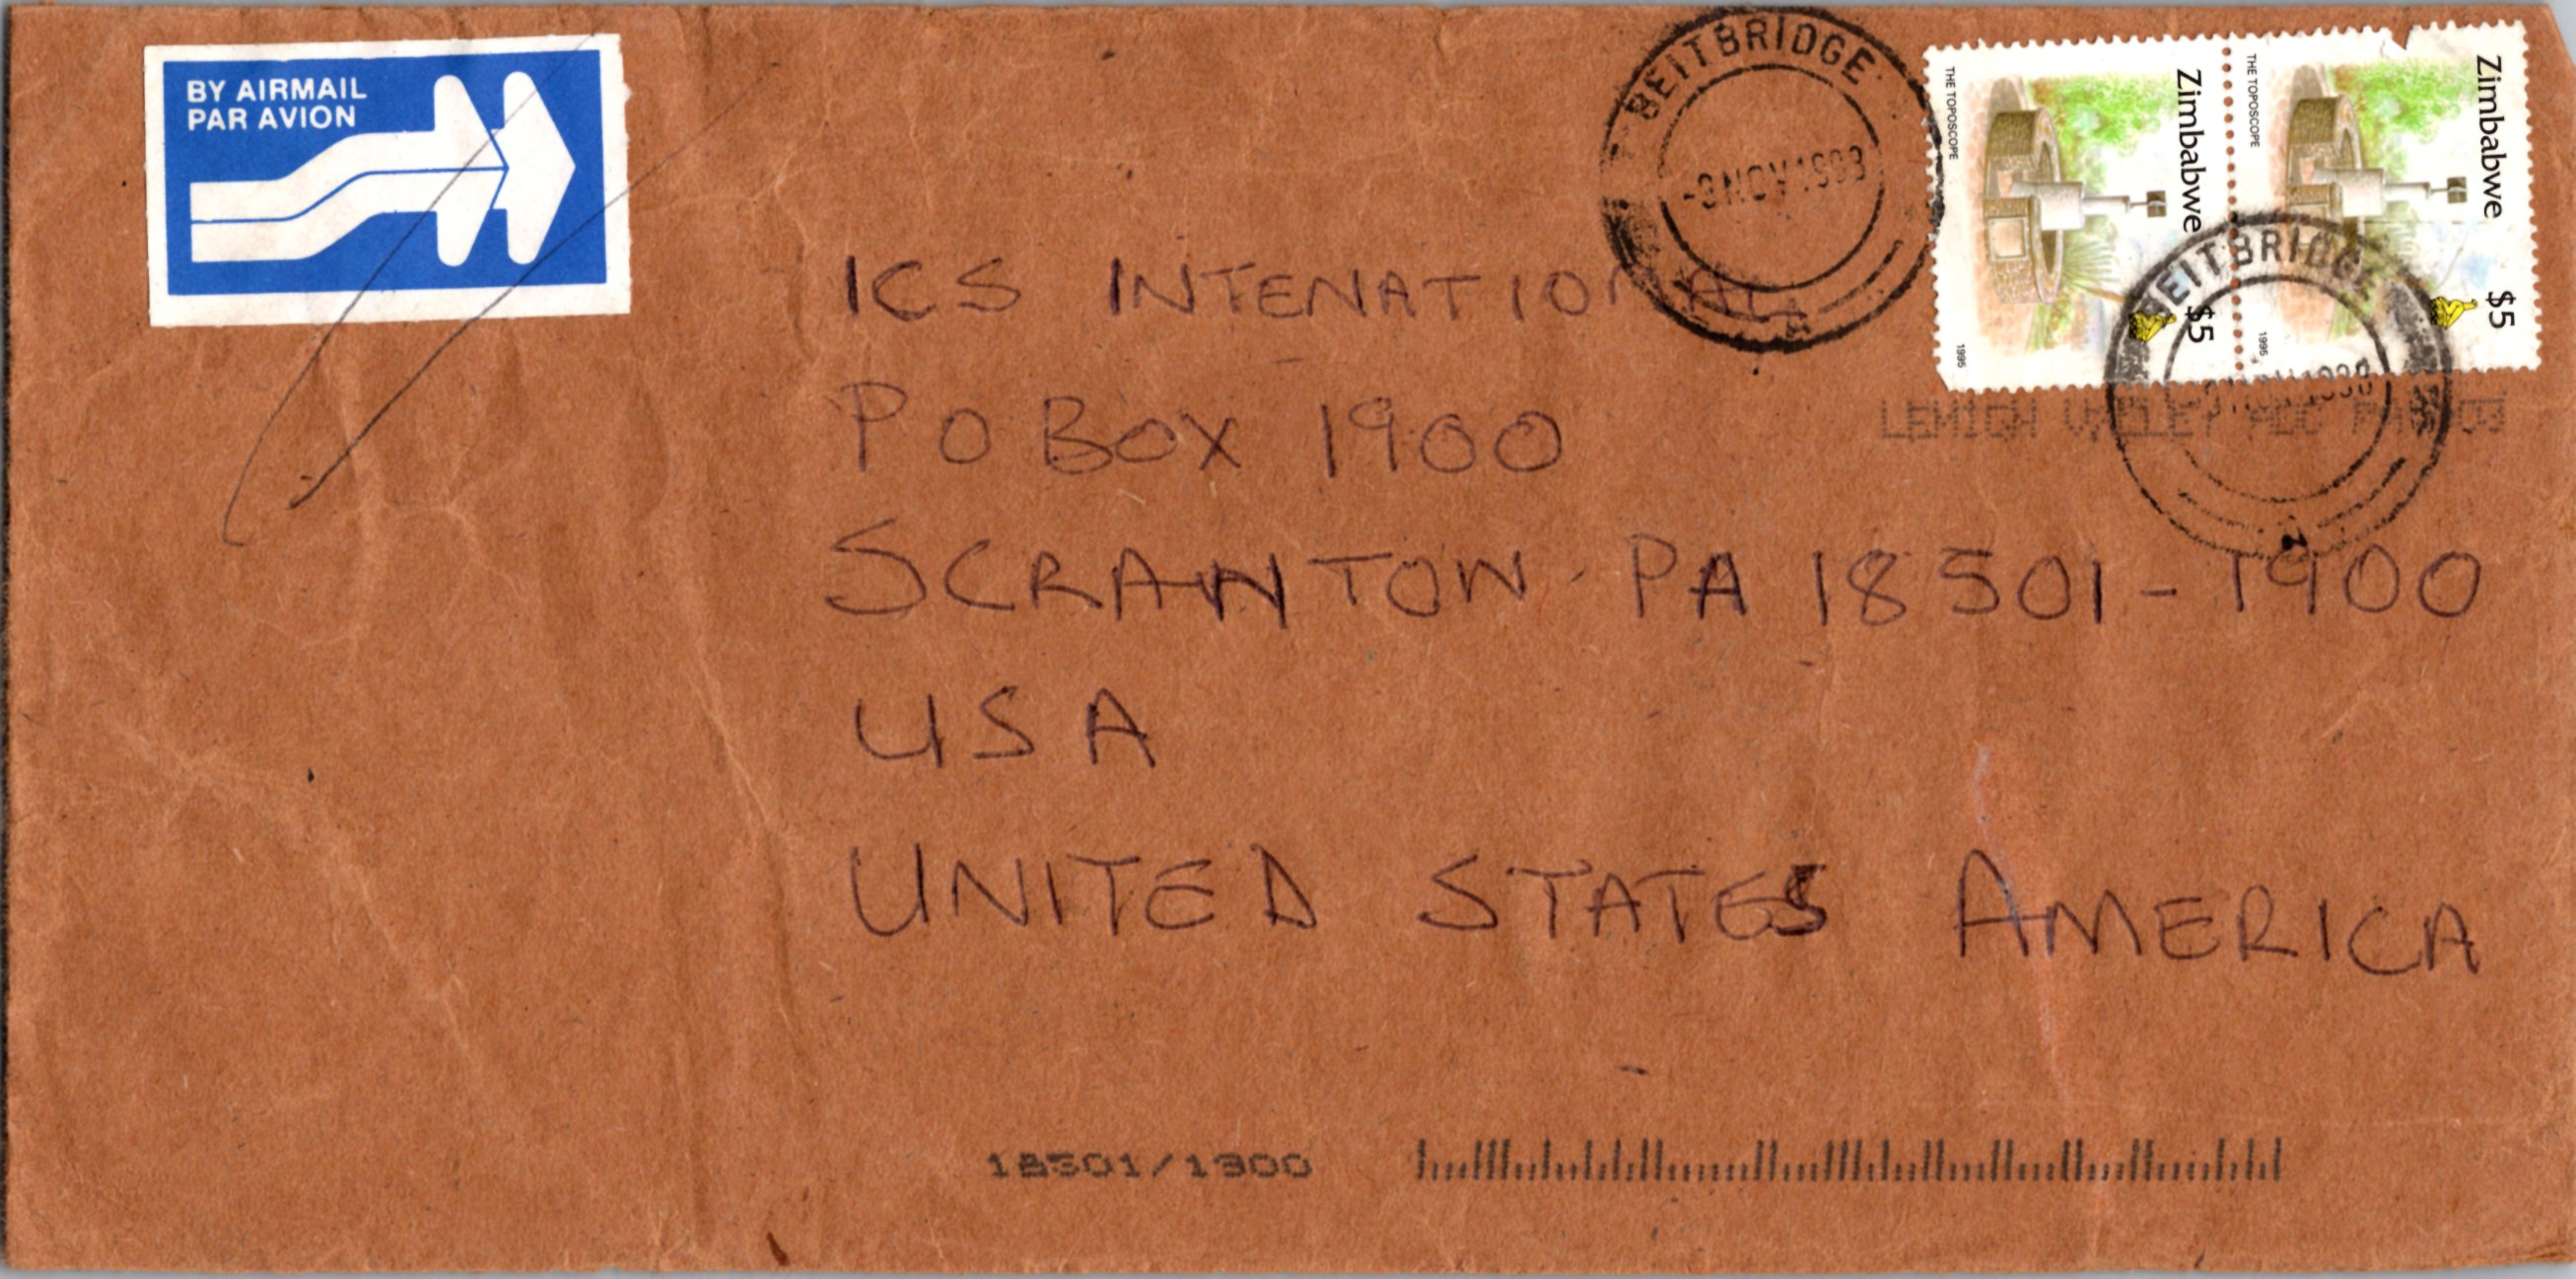 BY AIRMAIL
PAR AVION
BEITBRIDGE
THE TOPOSCOPE
Zimbabwe
$5
1995
THE TOPOSCOPE
Zimbabwe
$5
1995
BEITBRIDGE
LEHIGH VALLEY
ICS INTENATIONAL
P O BOX 1900
SCRANTON PA 18501-1900
USA
UNITED STATES AMERICA
18501/1900